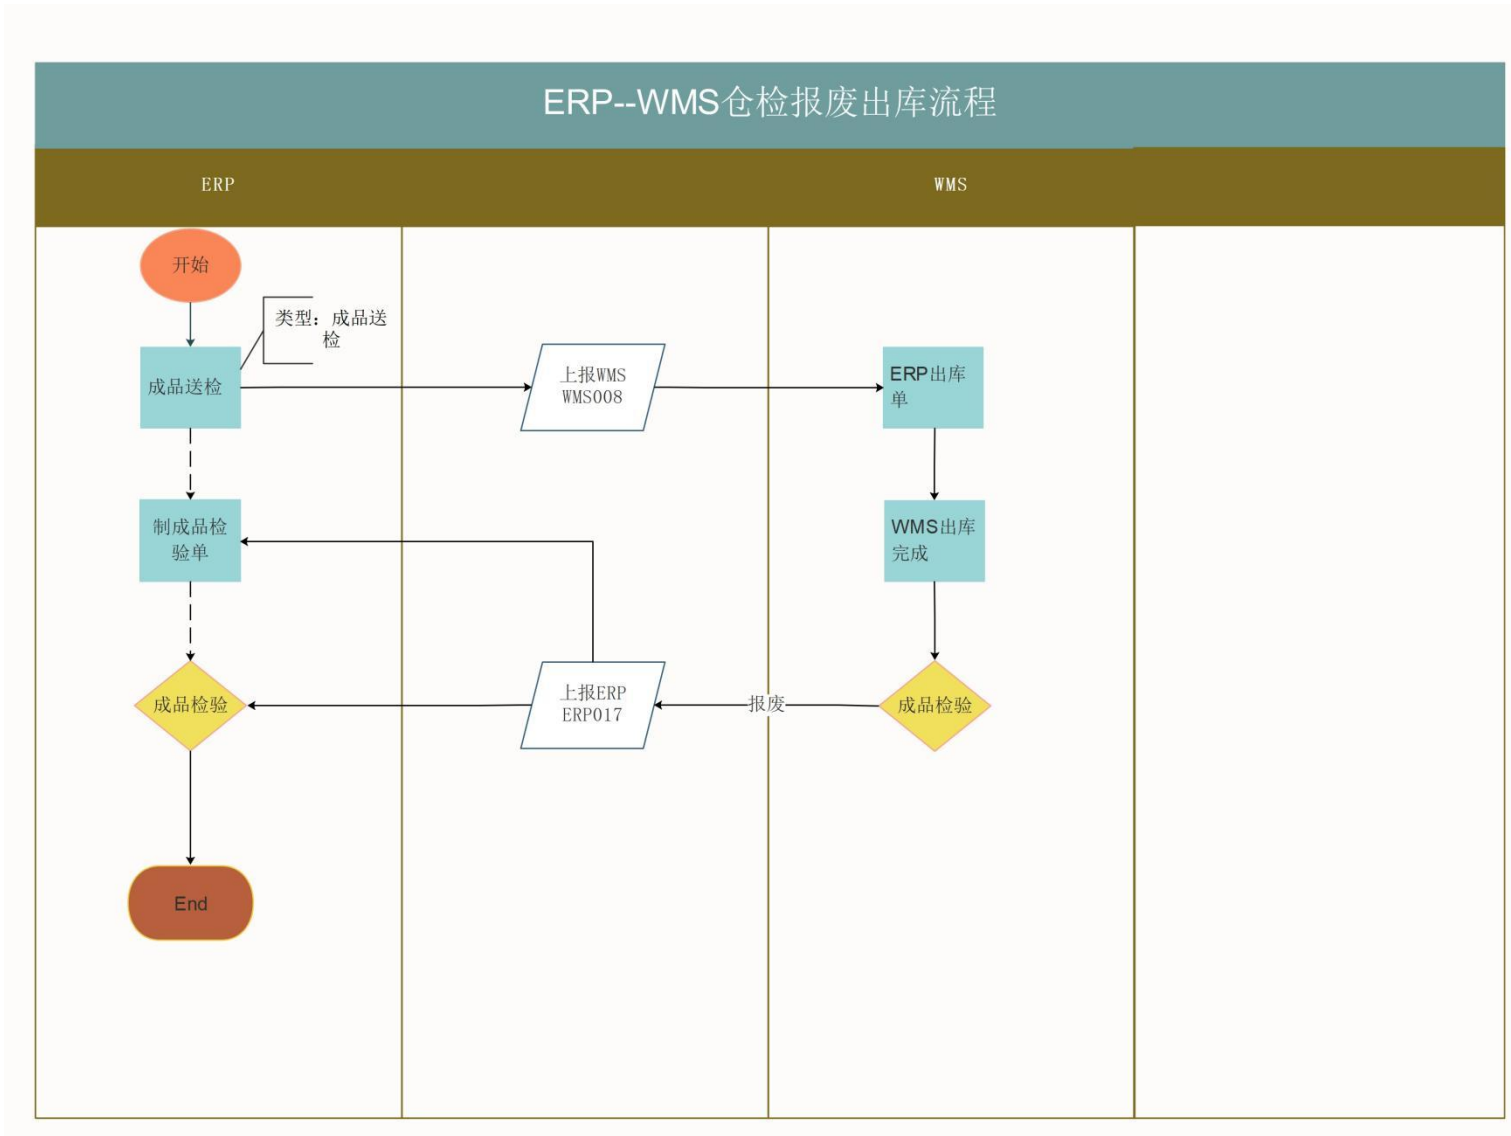 ERP--WMS仓检报废出库流程
ERP
WMS
开始
类型：成品送
检
成品送检
上报WMS
WMS008
ERP出库
单
制成品检
验单
WMS出库
完成
成品检验
上报ERP
ERP017
报废
成品检验
End